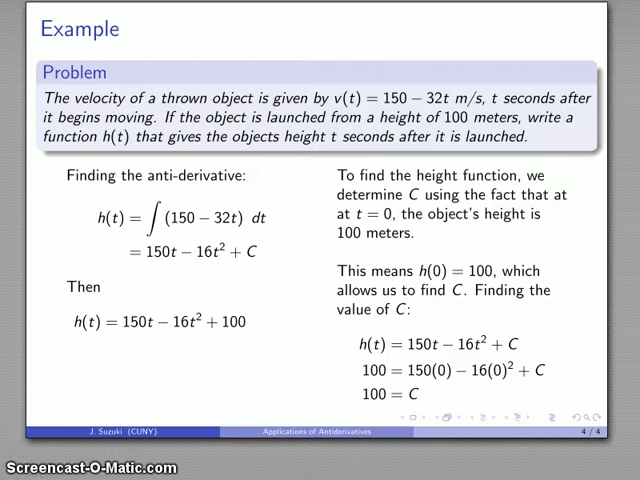 Example
Problem
The velocity of a thrown object is given by v(t) = 150 − 32t m/s, t seconds after
it begins moving. If the object is launched from a height of 100 meters, write a
function h(t) that gives the objects height t seconds after it is launched.
Finding the anti-derivative:
h(t) = ∫ (150 − 32t) dt
= 150t − 16t² + C
Then
h(t) = 150t − 16t² + 100
To find the height function, we
determine C using the fact that at
at t = 0, the object's height is
100 meters.
This means h(0) = 100, which
allows us to find C. Finding the
value of C:
h(t) = 150t − 16t² + C
100 = 150(0) − 16(0)² + C
100 = C
J. Suzuki (CUNY)
Applications of Antiderivatives
4 / 4
Screencast-O-Matic.com